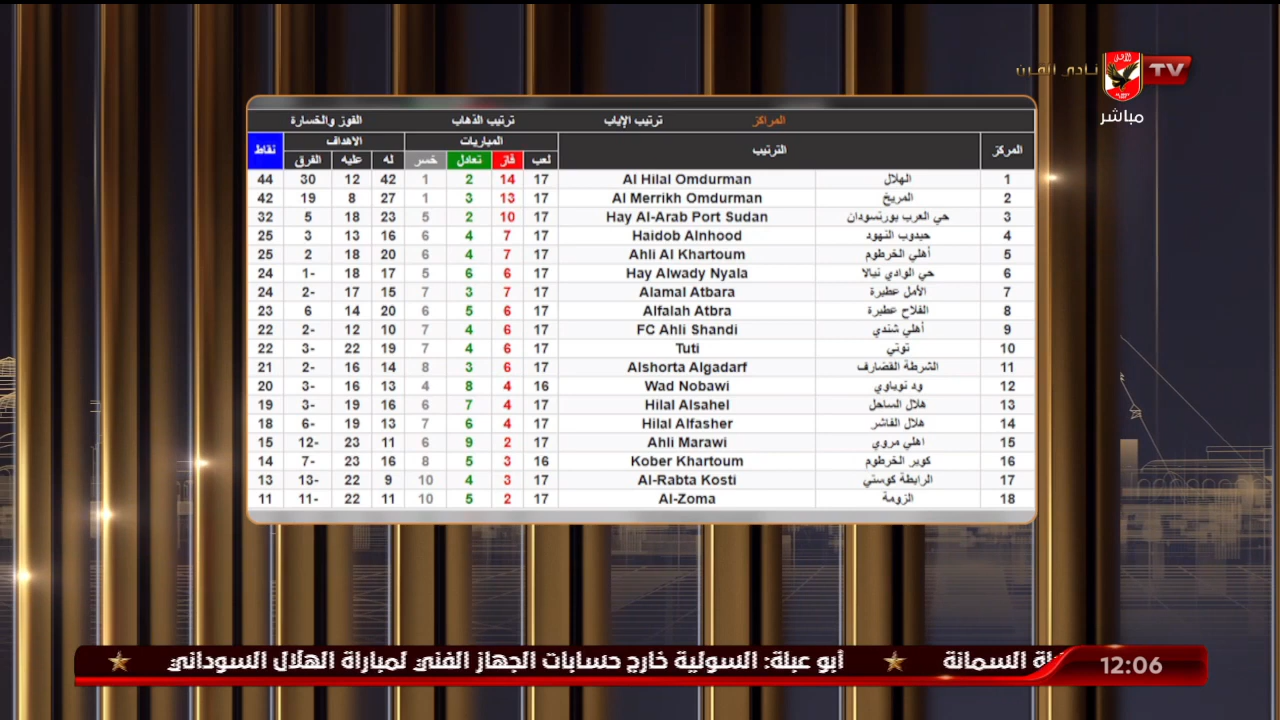 نادي القرن
TV
مباشر
المراكز ترتيب الإياب ترتيب الذهاب الفوز والخسارة
المركز الترتيب المباريات الاهداف نقاط
لعب فاز تعادل خسر له عليه الفرق
1 الهلال Al Hilal Omdurman 17 14 2 1 42 12 30 44
2 المريخ Al Merrikh Omdurman 17 13 3 1 27 8 19 42
3 حي العرب بورتسودان Hay Al-Arab Port Sudan 17 10 2 5 23 18 5 32
4 حيدوب النهود Haidob Alnhood 17 7 4 6 16 13 3 25
5 أهلي الخرطوم Ahli Al Khartoum 17 7 4 6 20 18 2 25
6 حي الوادي نيالا Hay Alwady Nyala 17 6 6 5 17 18 -1 24
7 الأمل عطبرة Alamal Atbara 17 7 3 7 15 17 -2 24
8 الفلاح عطبرة Alfalah Atbra 17 6 5 6 20 14 6 23
9 أهلي شندي FC Ahli Shandi 17 6 4 7 10 12 -2 22
10 توتي Tuti 17 6 4 7 19 22 -3 22
11 الشرطة القضارف Alshorta Algadarf 17 6 3 8 14 16 -2 21
12 ود نوباوي Wad Nobawi 16 4 8 4 13 16 -3 20
13 هلال الساحل Hilal Alsahel 17 4 7 6 16 19 -3 19
14 هلال الفاشر Hilal Alfasher 17 4 6 7 13 19 -6 18
15 اهلي مروي Ahli Marawi 17 2 9 6 11 23 -12 15
16 كوبر الخرطوم Kober Khartoum 16 3 5 8 16 23 -7 14
17 الرابطة كوستي Al-Rabta Kosti 17 3 4 10 9 22 -13 13
18 الزومة Al-Zoma 17 2 5 10 11 22 -11 11
12:06 السمانة أبو عبلة: السولية خارج حسابات الجهاز الفني لمباراة الهلال السوداني